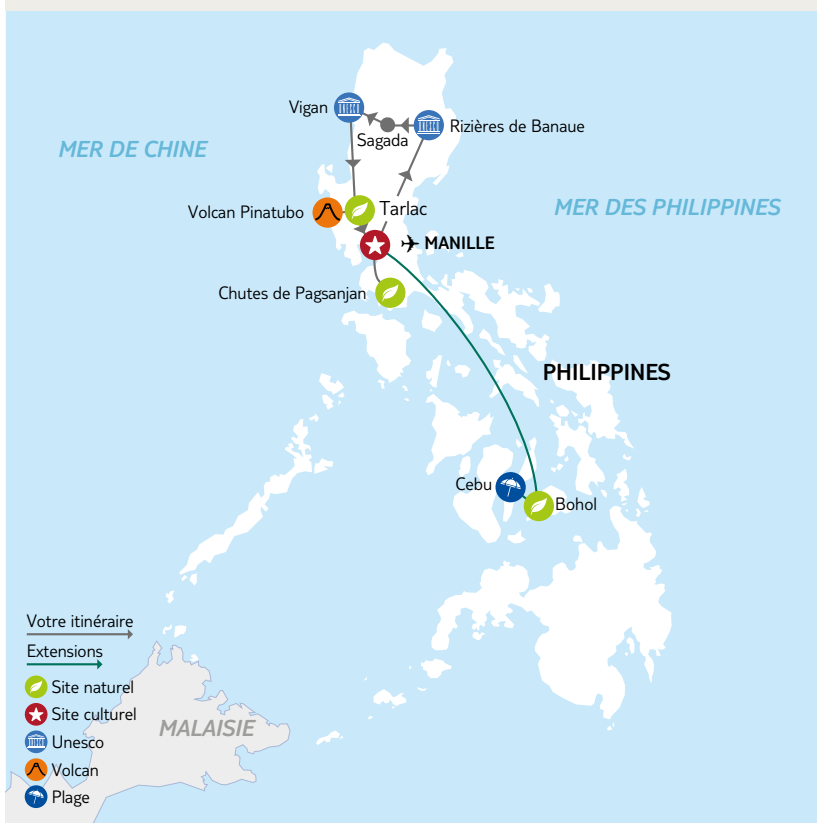 Vigan
Sagada
Rizières de Banaue
MER DE CHINE
Volcan Pinatubo
Tarlac
MER DES PHILIPPINES
MANILLE
Chutes de Pagsanjan
PHILIPPINES
Cebu
Bohol
Votre itinéraire
Extensions
Site naturel
Site culturel
MALAISIE
Unesco
Volcan
Plage